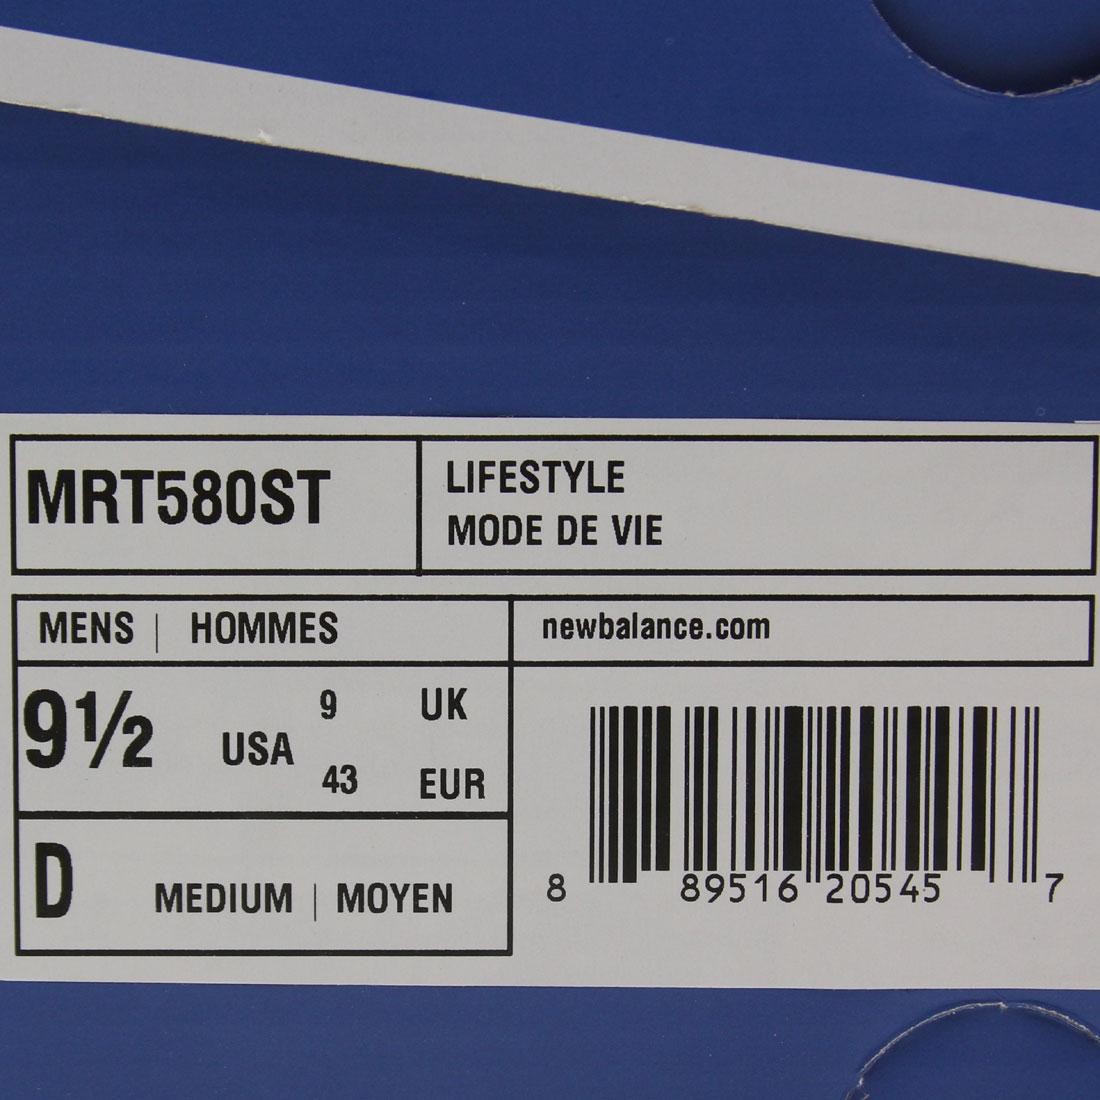 MRT580ST
LIFESTYLE
MODE DE VIE
MENS | HOMMES
newbalance.com
9½ USA
9 UK
43 EUR
D MEDIUM | MOYEN
8 89516 20545 7